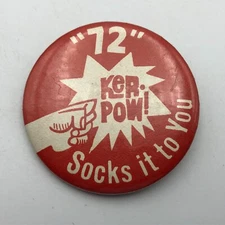 "72"
KER-
POW!
Socks it to You